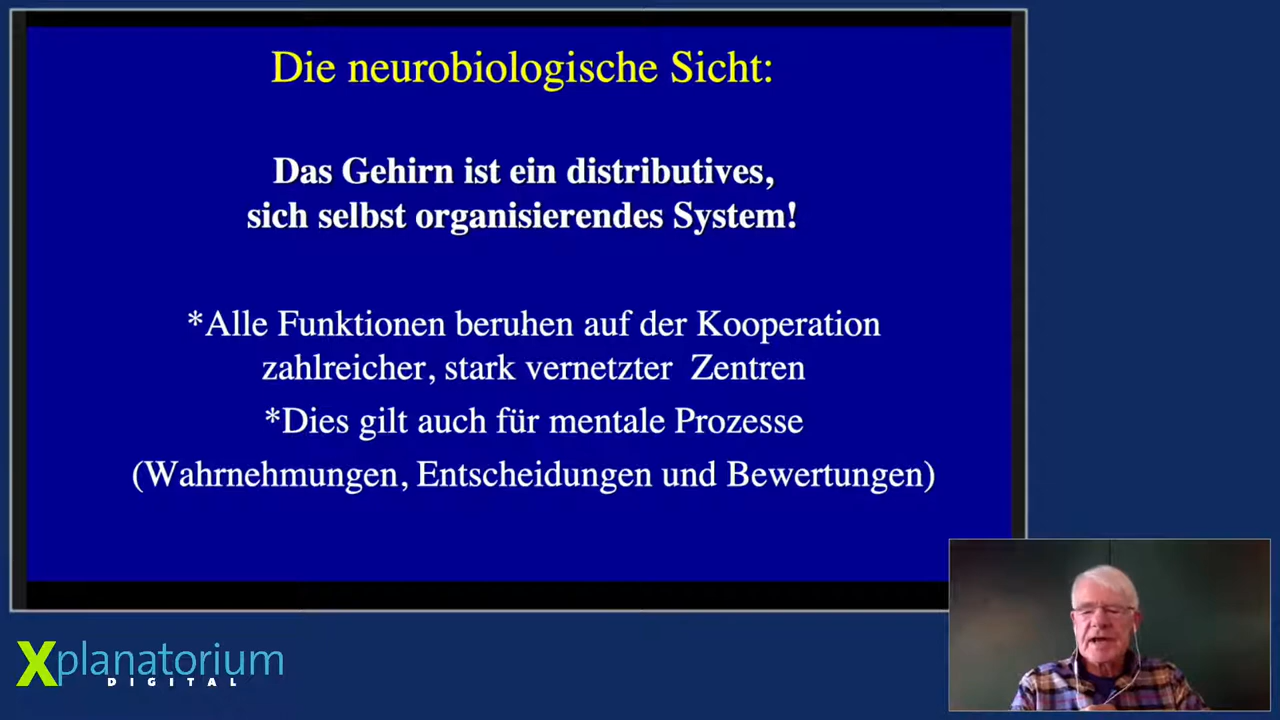 Die neurobiologische Sicht:
Das Gehirn ist ein distributives,
sich selbst organisierendes System!
*Alle Funktionen beruhen auf der Kooperation
zahlreicher, stark vernetzter Zentren
*Dies gilt auch für mentale Prozesse
(Wahrnehmungen, Entscheidungen und Bewertungen)
Xplanatorium
DIGITAL